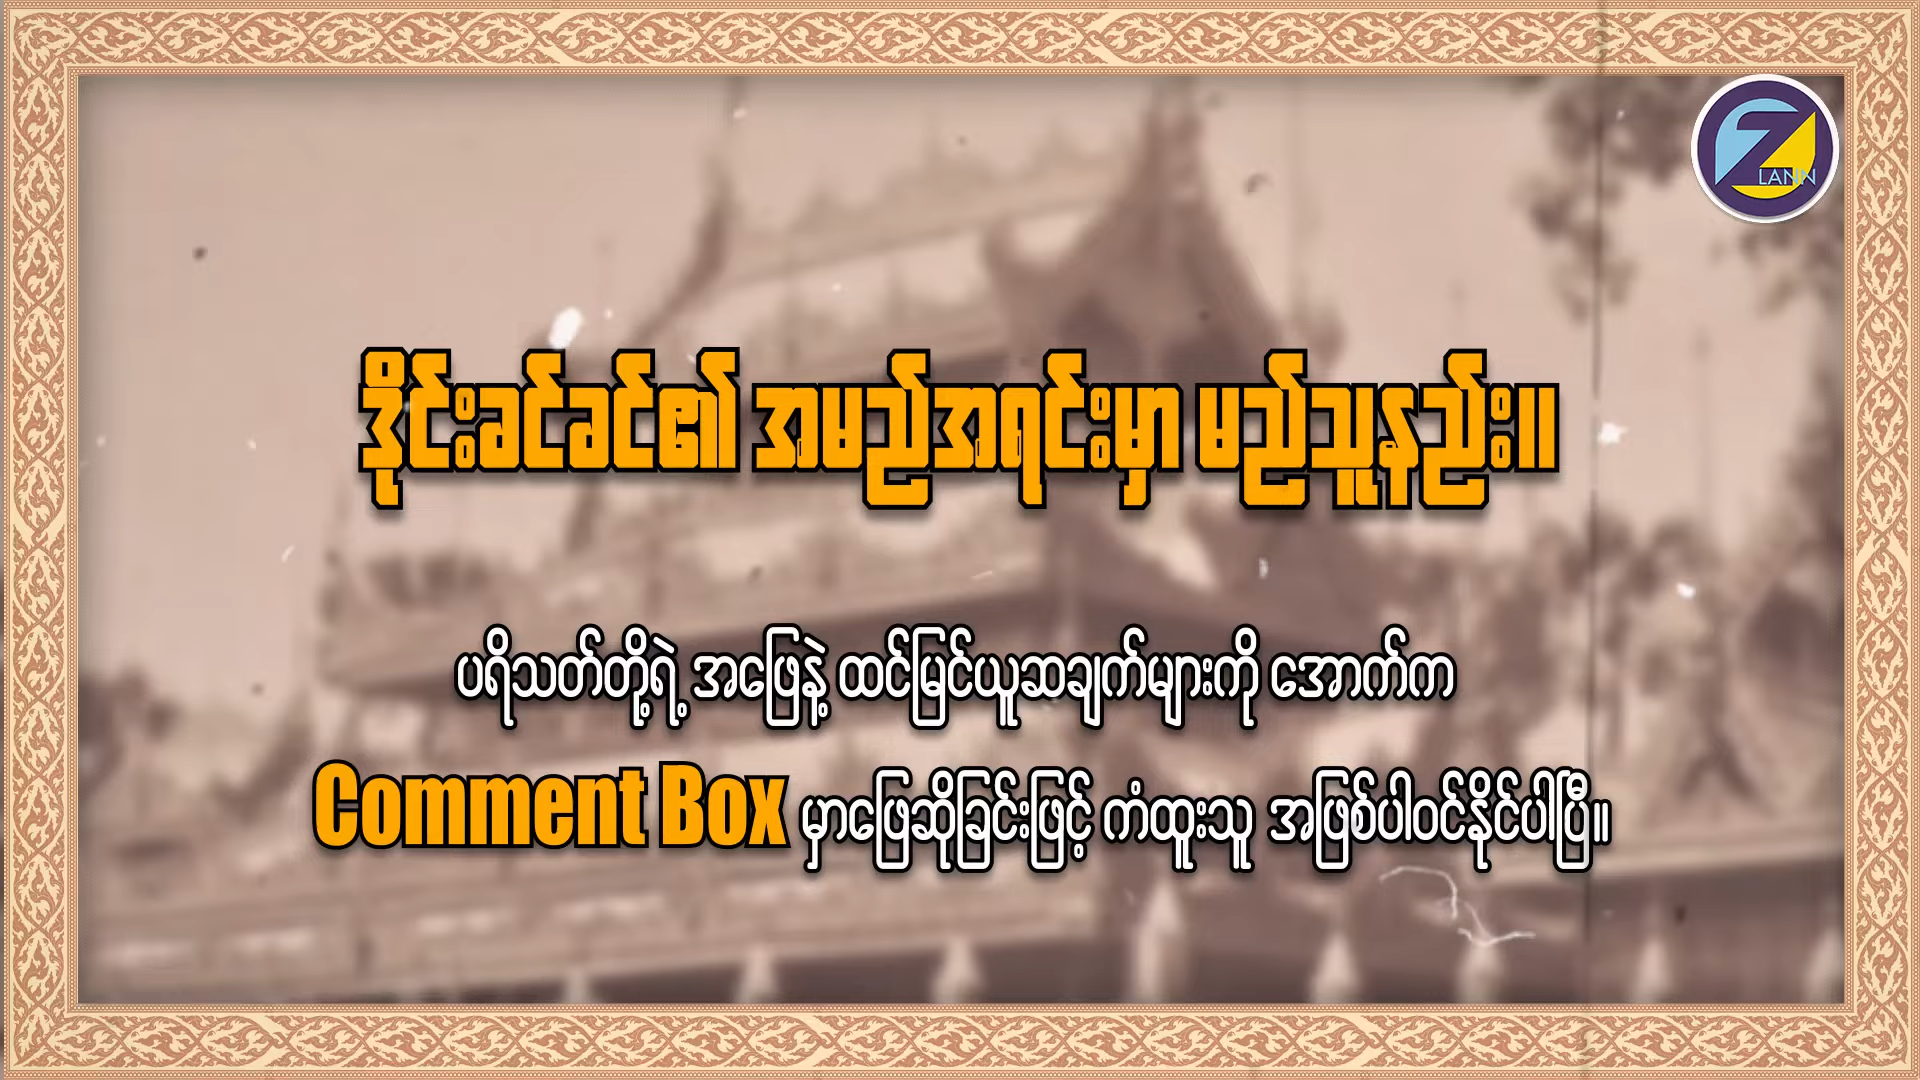 LANN
ဒိုင်းခင်ခင်၏ အမည်အရင်းမှာ မည်သူနည်း။
ပရိသတ်တို့ရဲ့ အဖြေနဲ့ ထင်မြင်ယူဆချက်များကို အောက်က
Comment Box မှာဖြေဆိုခြင်းဖြင့် ကံထူးသူ အဖြစ်ပါဝင်နိုင်ပါပြီ။